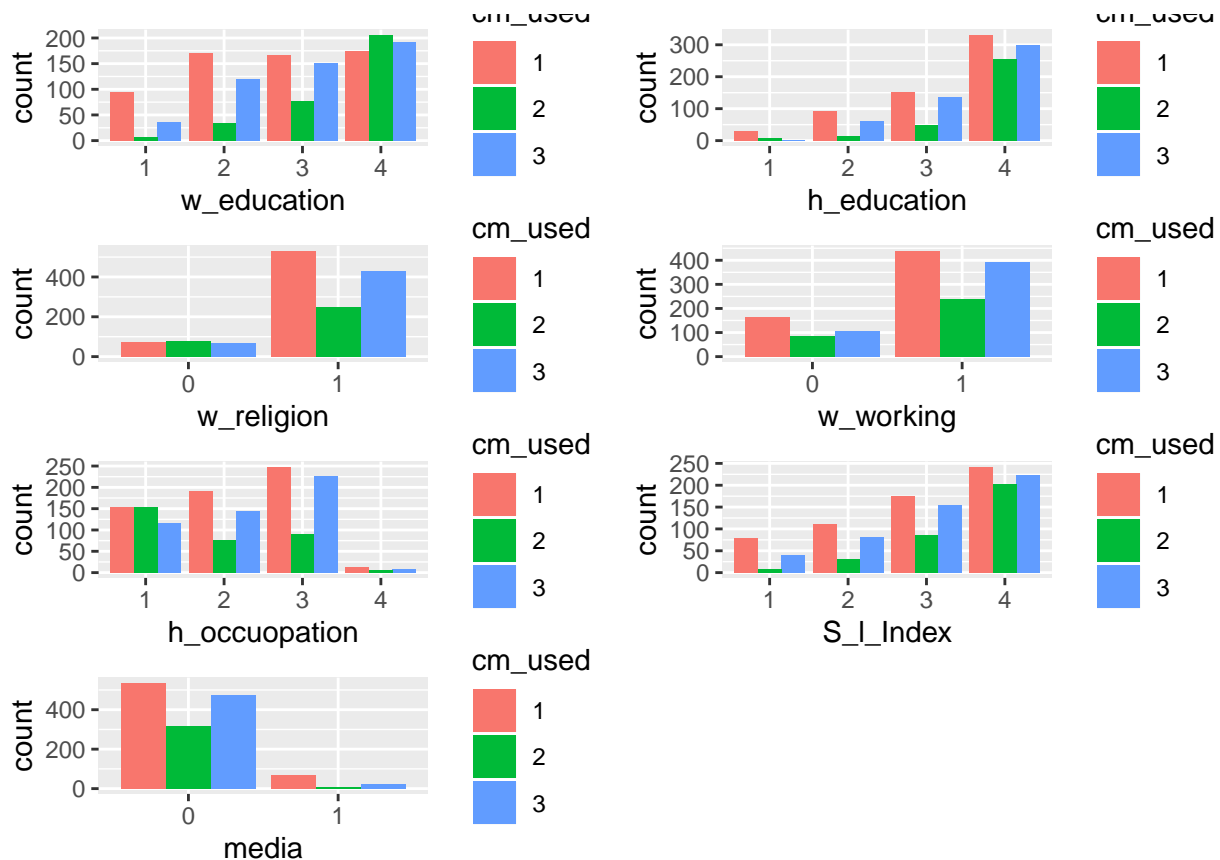 cm_used
200
150
100
50
0
count
1 2 3 4
w_education
1
2
3
cm_used
300
200
100
0
count
1 2 3 4
h_education
1
2
3
cm_used
400
200
0
count
0 1
w_religion
1
2
3
cm_used
400
300
200
100
0
count
0 1
w_working
1
2
3
cm_used
250
200
150
100
50
0
count
1 2 3 4
h_occuopation
1
2
3
cm_used
250
200
150
100
50
0
count
1 2 3 4
S_l_Index
1
2
3
cm_used
400
200
0
count
0 1
media
1
2
3